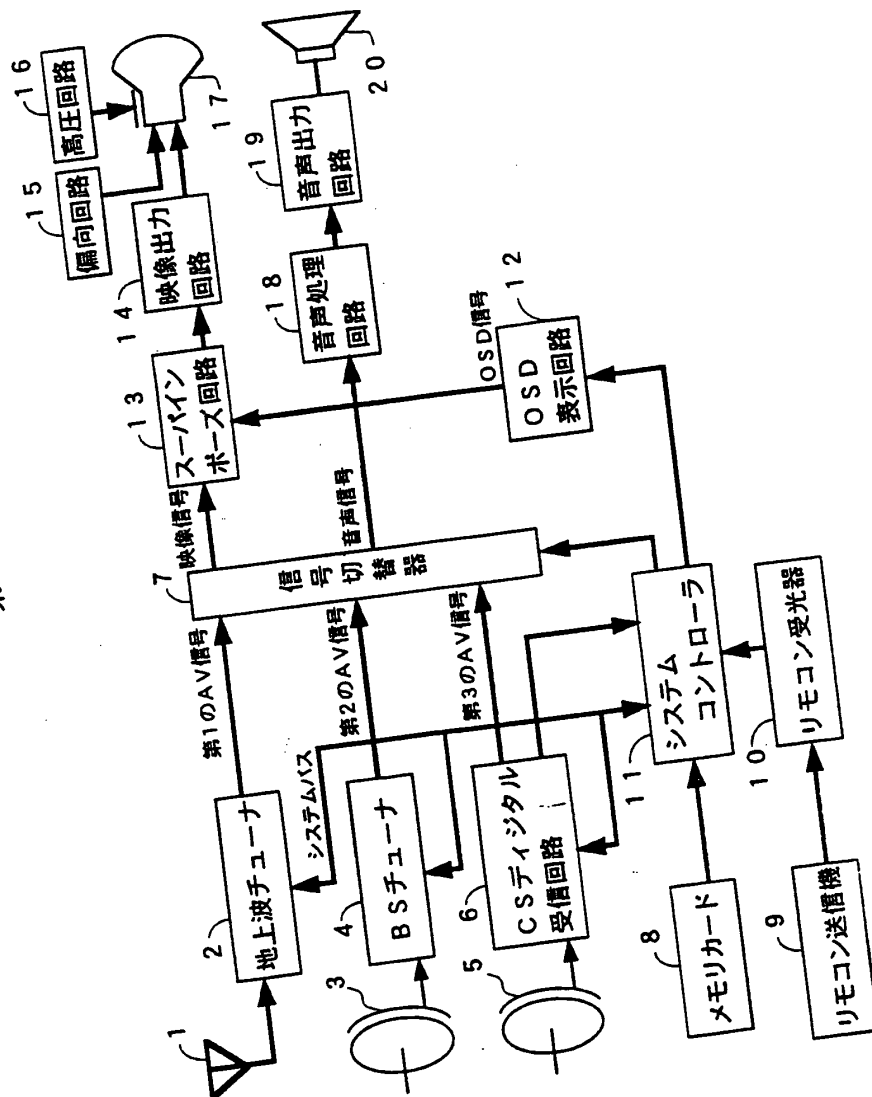 1
2
地上波チューナ
第1のAV信号
システムバス
3
4
BSチューナ
第2のAV信号
5
6
CSディジタル
受信回路
第3のAV信号
7
信号切替器
映像信号
音声信号
8
メモリカード
9
リモコン送信機
10
リモコン受光器
11
システム
コントローラ
12
OSD
表示回路
OSD信号
13
スーパイン
ポーズ回路
14
映像出力
回路
15
偏向回路
16
高圧回路
17
18
音声処理
回路
19
音声出力
回路
20